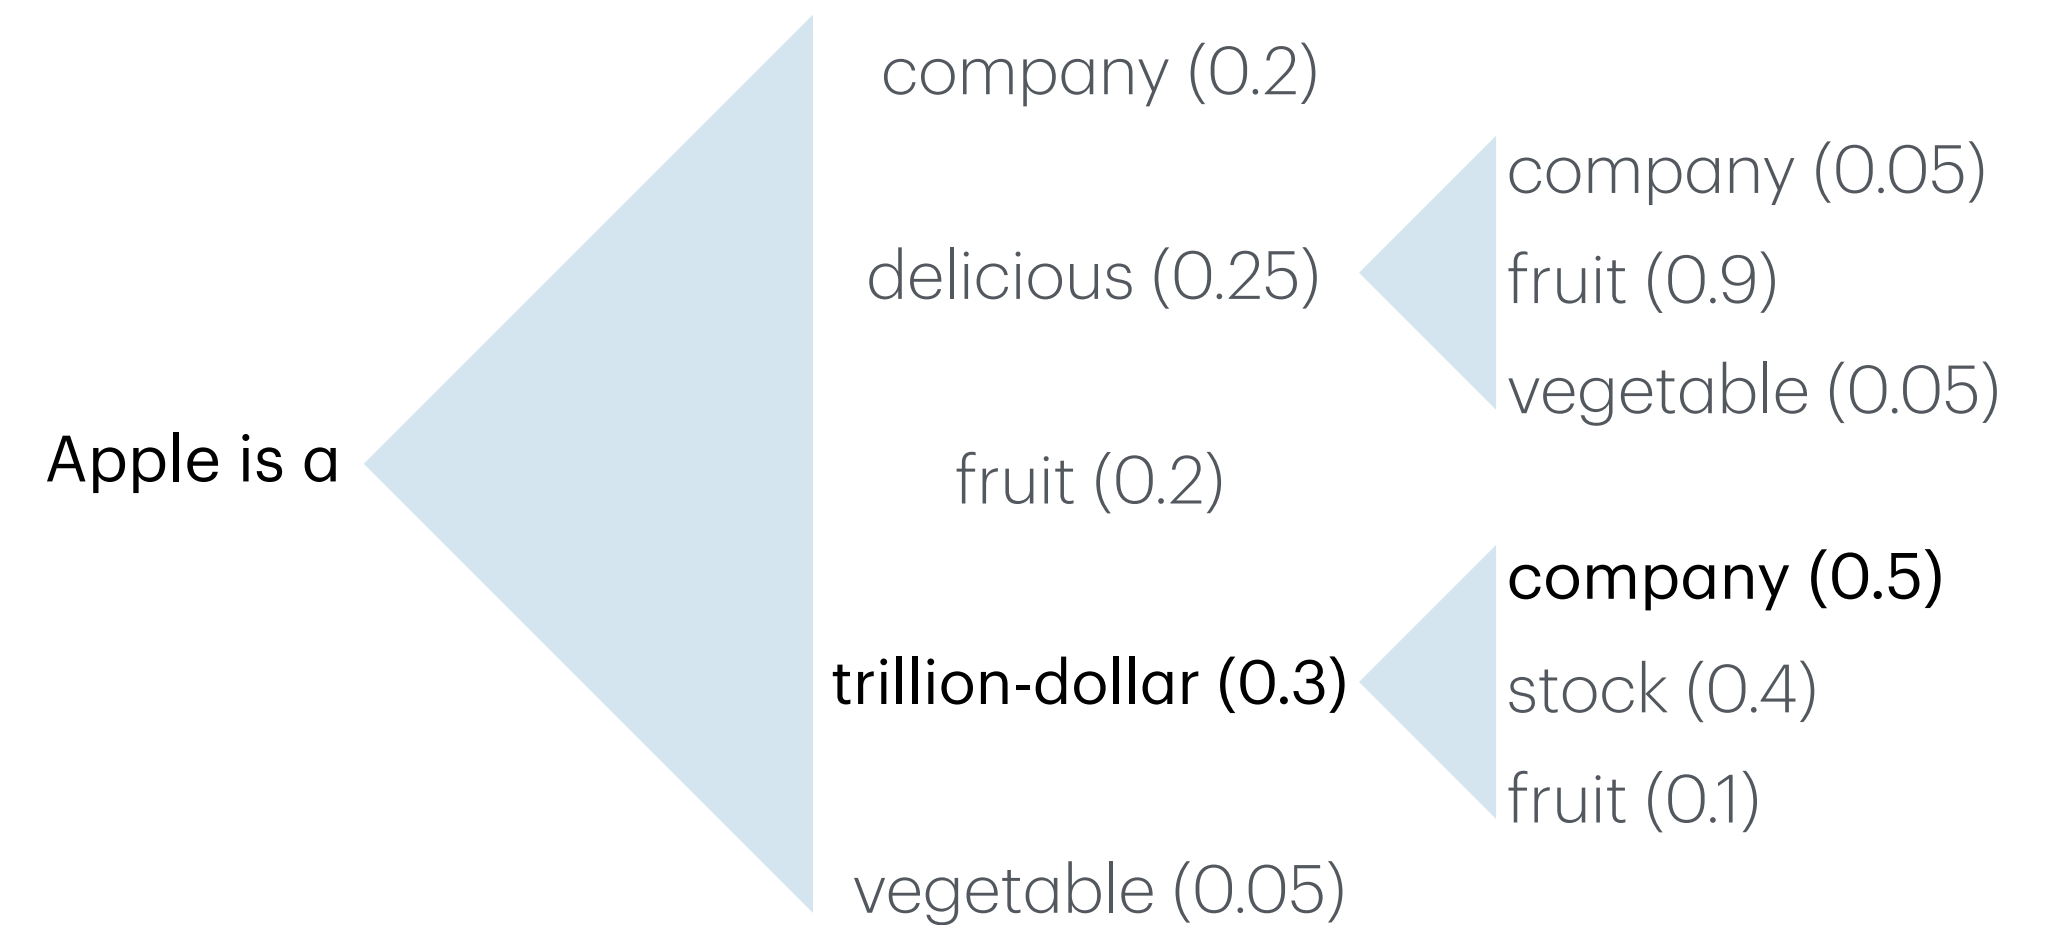 Apple is a
company (0.2)
delicious (0.25)
fruit (0.2)
trillion-dollar (0.3)
vegetable (0.05)
company (0.05)
fruit (0.9)
vegetable (0.05)
company (0.5)
stock (0.4)
fruit (0.1)